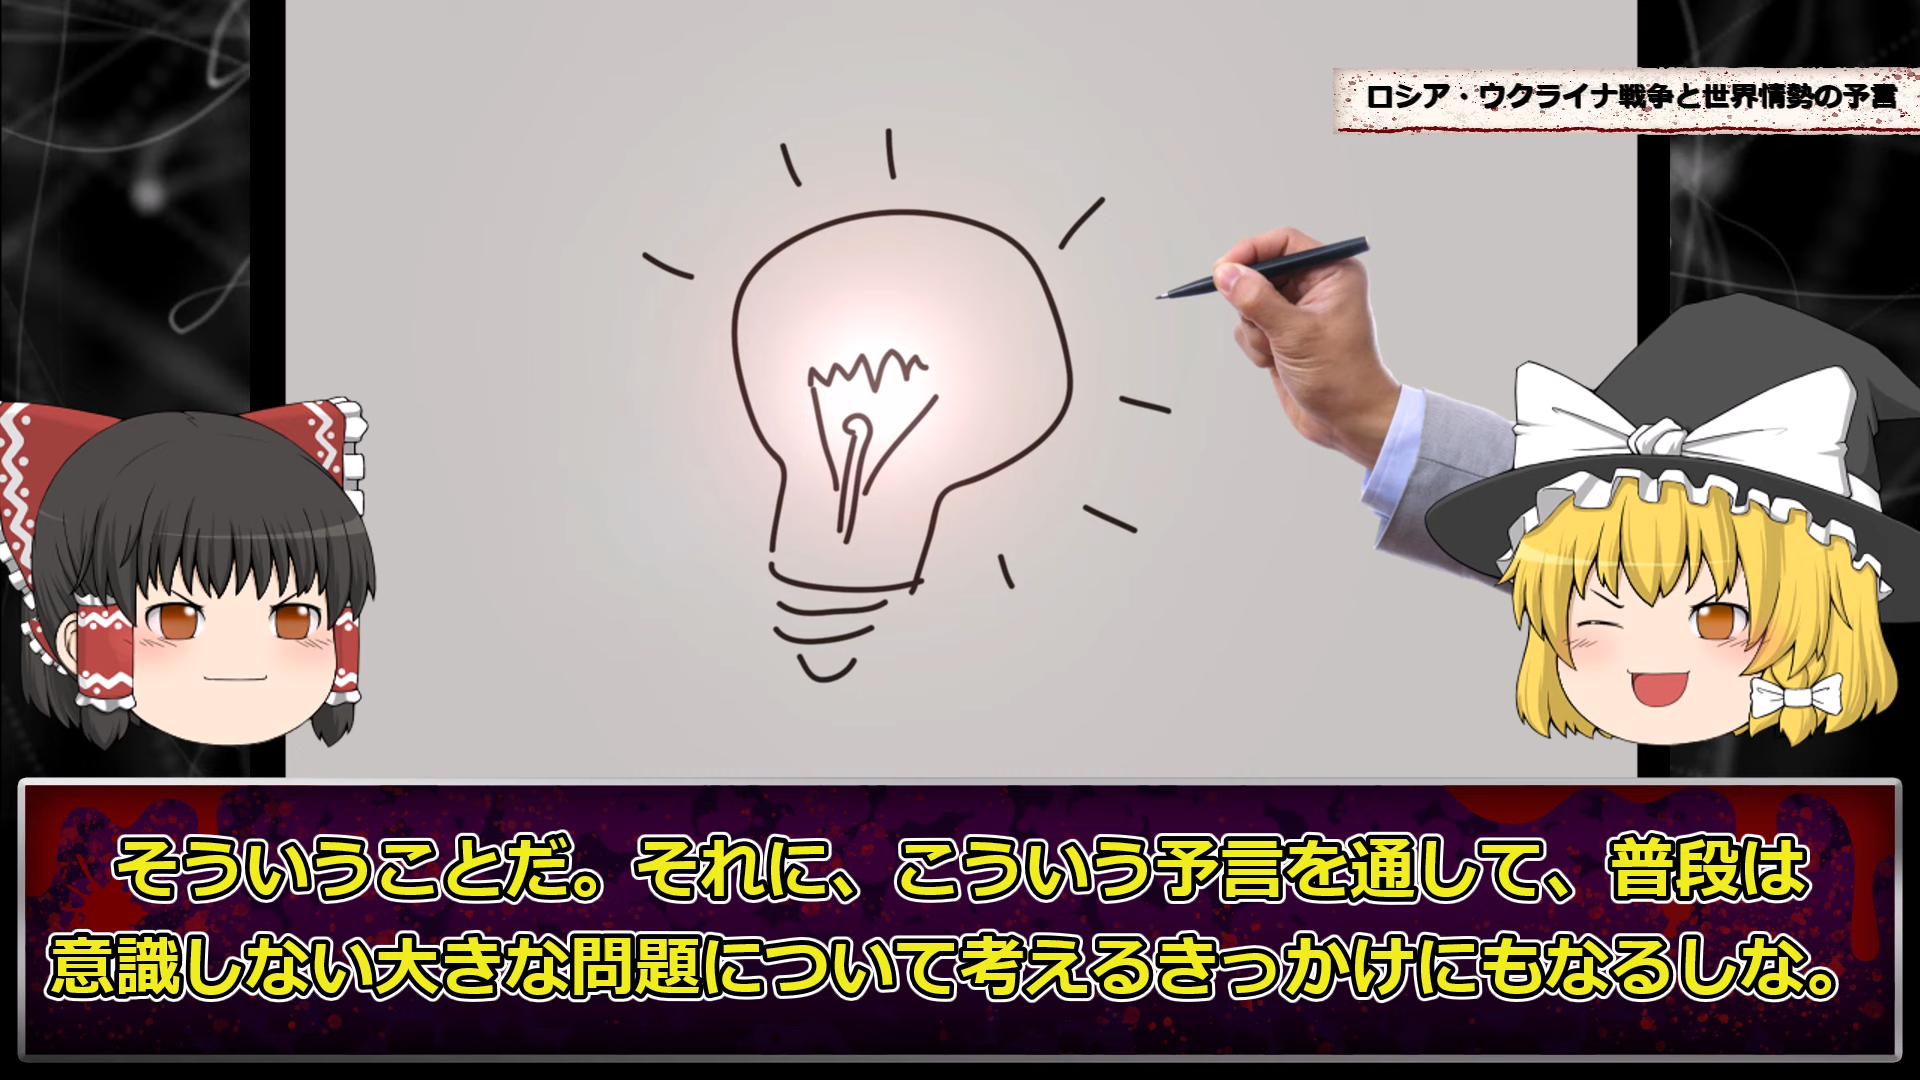 ロシア・ウクライナ戦争と世界情勢の予言
そういうことだ。それに、こういう予言を通して、普段は
意識しない大きな問題について考えるきっかけにもなるしな。